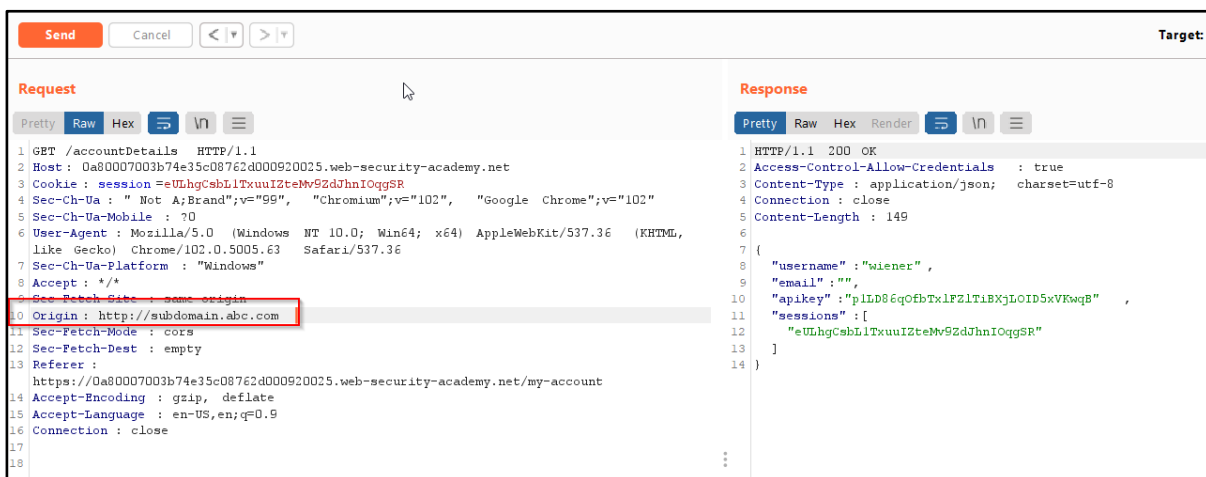 Send Cancel < > Target:
Request
Pretty Raw Hex \n
1 GET /accountDetails HTTP/1.1
2 Host : 0a80007003b74e35c08762d000920025.web-security-academy.net
3 Cookie : session =eULhgCsbL1TxuuIZteMv9ZdJhnIOqgSR
4 Sec-Ch-Ua : " Not A;Brand";v="99", "Chromium";v="102", "Google Chrome";v="102"
5 Sec-Ch-Ua-Mobile : ?0
6 User-Agent : Mozilla/5.0 (Windows NT 10.0; Win64; x64) AppleWebKit/537.36 (KHTML,
like Gecko) Chrome/102.0.5005.63 Safari/537.36
7 Sec-Ch-Ua-Platform : "Windows"
8 Accept : */*
9 Sec-Fetch-Site : same-origin
10 Origin : http://subdomain.abc.com
11 Sec-Fetch-Mode : cors
12 Sec-Fetch-Dest : empty
13 Referer :
https://0a80007003b74e35c08762d000920025.web-security-academy.net/my-account
14 Accept-Encoding : gzip, deflate
15 Accept-Language : en-US,en;q=0.9
16 Connection : close
17
18
Response
Pretty Raw Hex Render \n
1 HTTP/1.1 200 OK
2 Access-Control-Allow-Credentials : true
3 Content-Type : application/json; charset=utf-8
4 Connection : close
5 Content-Length : 149
6
7 {
8 "username" :"wiener" ,
9 "email" :"",
10 "apikey" :"p1LD86qOfbTxlFZlTiBXjLOID5xVKwqB" ,
11 "sessions" :[
12 "eULhgCsbL1TxuuIZteMv9ZdJhnIOqgSR"
13 ]
14 }